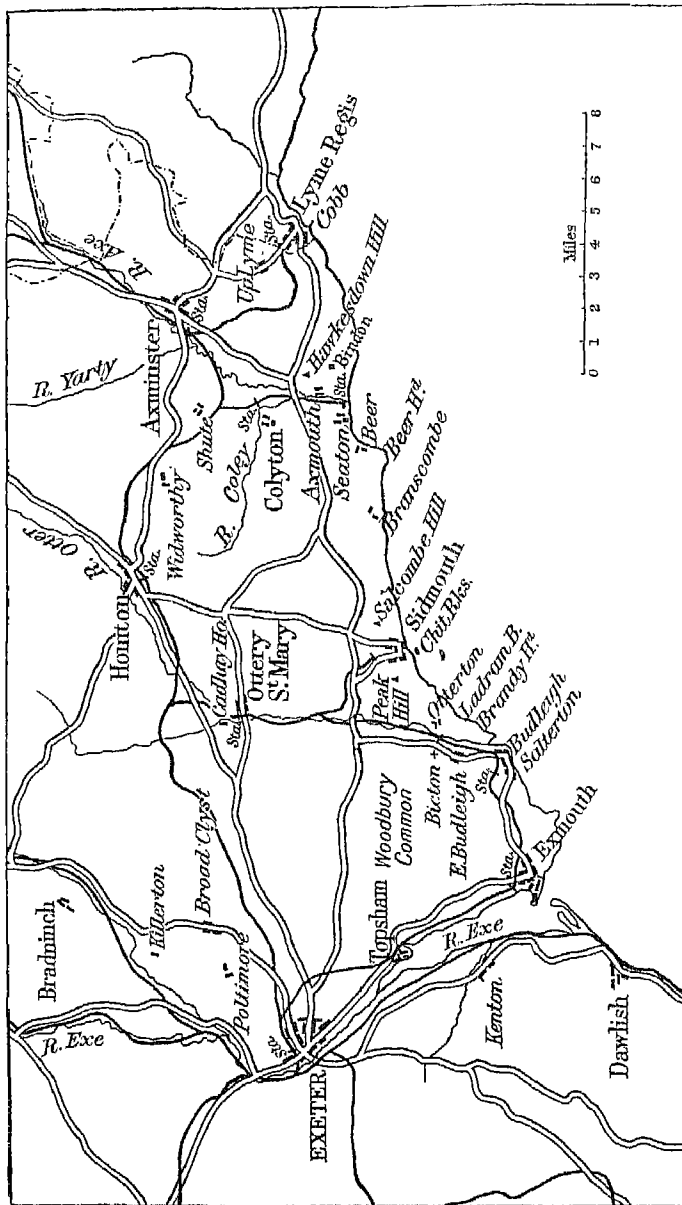 Bradninch
R. Exe
Killerton
Broad Clyst
Poltimore
EXETER
Sta.
Topsham
R. Exe
Kenton
Dawlish
Woodbury
Common
Exmouth
Sta.
Honiton
Sta.
R. Otter
Cadhay Ho.
Sta.
Ottery
St. Mary
Peak
Hill
Bicton
E. Budleigh
Sta.
Otterton
Ladram B.
Brandy Hd.
Budleigh
Salterton
Salcombe Hill
Sidmouth
Chit Rks.
Branscombe
Widworthy
Shute
R. Coley
Sta.
Colyton
Axmouth
Seaton
Sta.
Beer
Beer Hd.
R. Yarty
Axminster
Sta.
R. Axe
Hawkesdown Hill
Bindon
Up Lyme
Sta.
Lyme Regis
Cobb
Miles
0 1 2 3 4 5 6 7 8